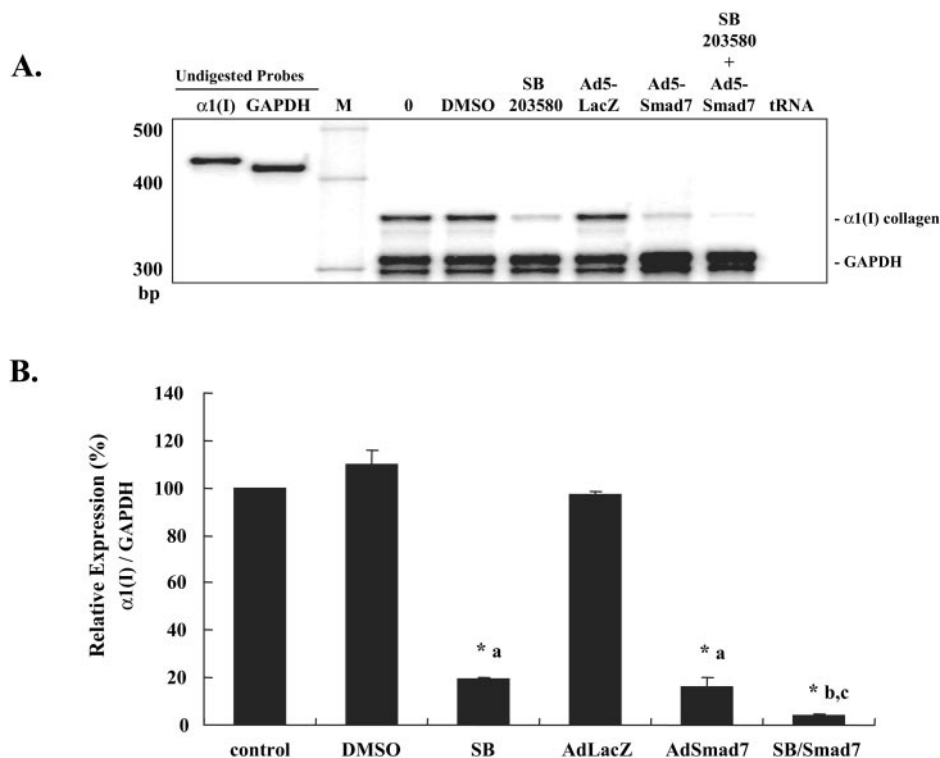 A.
Undigested Probes
α1(I) GAPDH M 0 DMSO SB 203580 Ad5-LacZ Ad5-Smad7 SB 203580 + Ad5-Smad7 tRNA
500
400
300
bp
- α1(I) collagen
- GAPDH
B.
Relative Expression (%)
α1(I) / GAPDH
140
120
100
80
60
40
20
0
* a
* a
* b,c
control DMSO SB AdLacZ AdSmad7 SB/Smad7